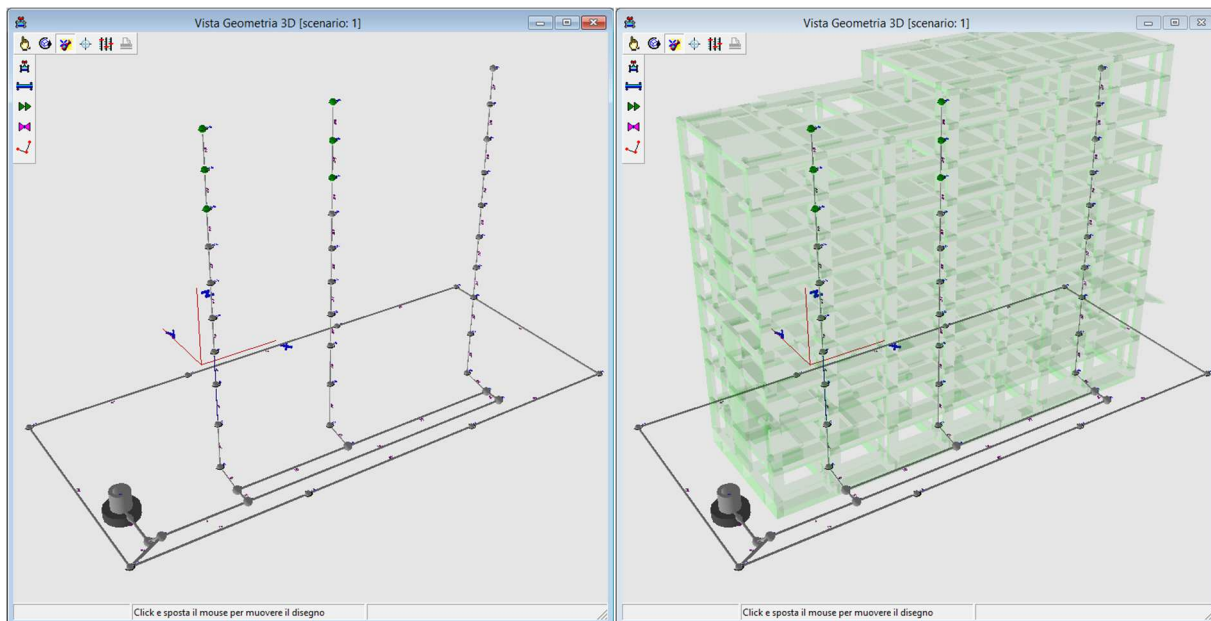 Vista Geometria 3D [scenario: 1]
Vista Geometria 3D [scenario: 1]
Z
Y
X
Z
Y
X
Click e sposta il mouse per muovere il disegno
Click e sposta il mouse per muovere il disegno